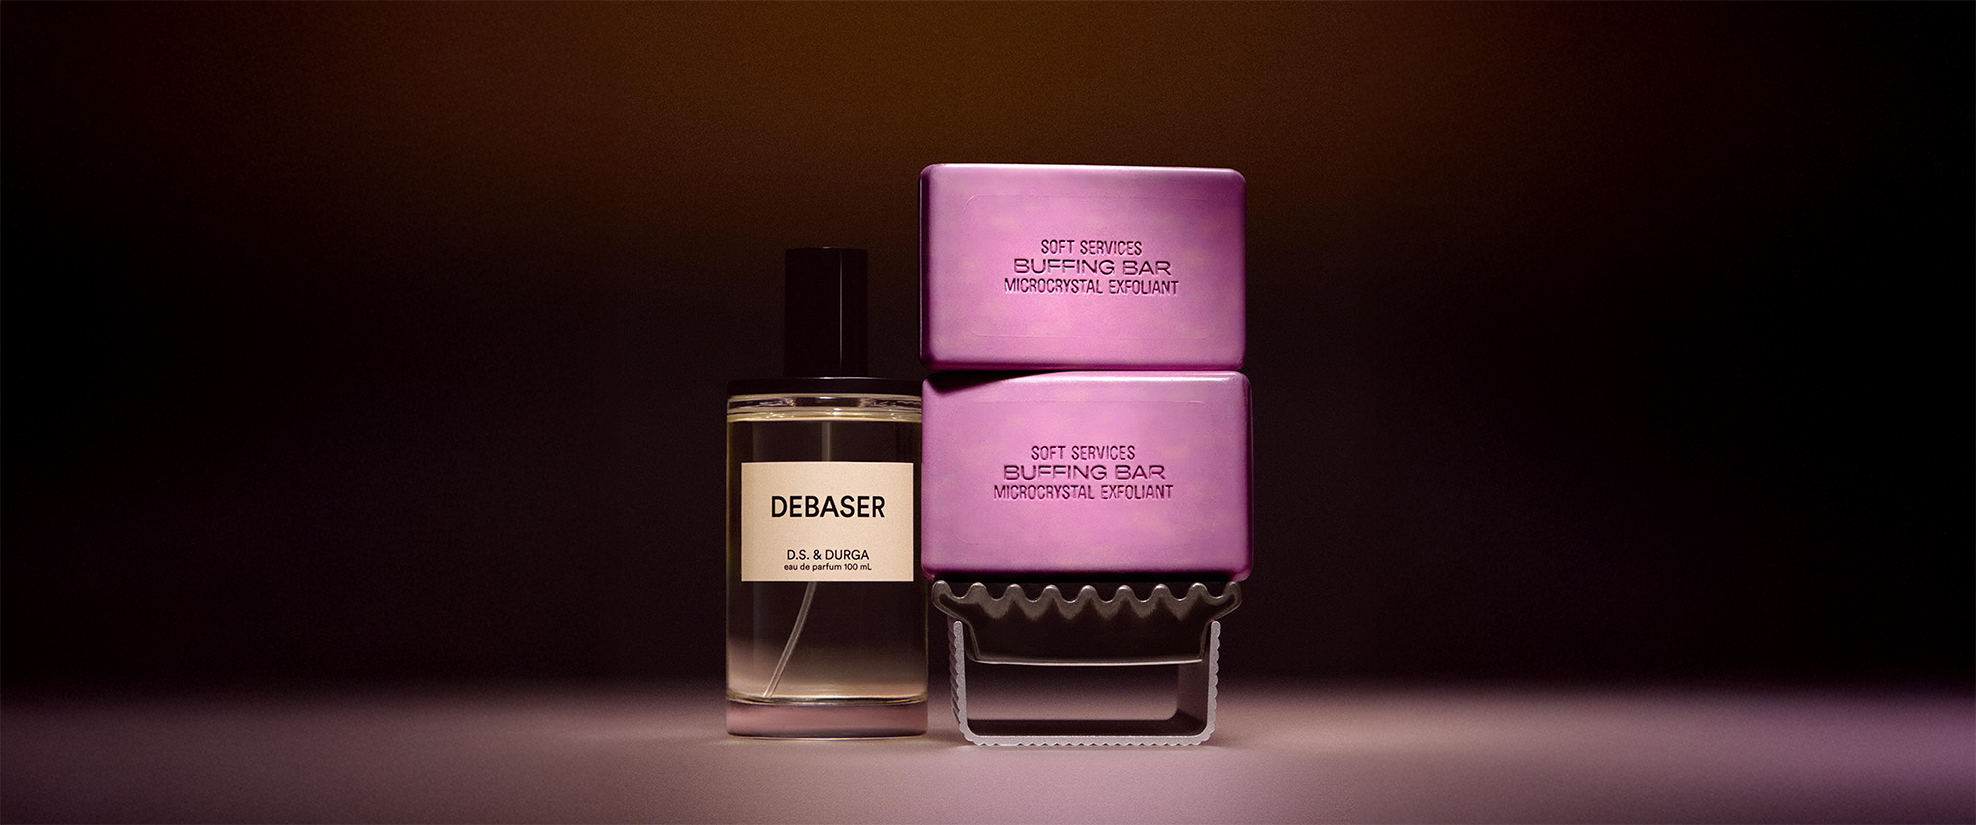 DEBASER
D.S. & DURGA
eau de parfum 100 mL
SOFT SERVICES
BUFFING BAR
MICROCRYSTAL EXFOLIANT
SOFT SERVICES
BUFFING BAR
MICROCRYSTAL EXFOLIANT